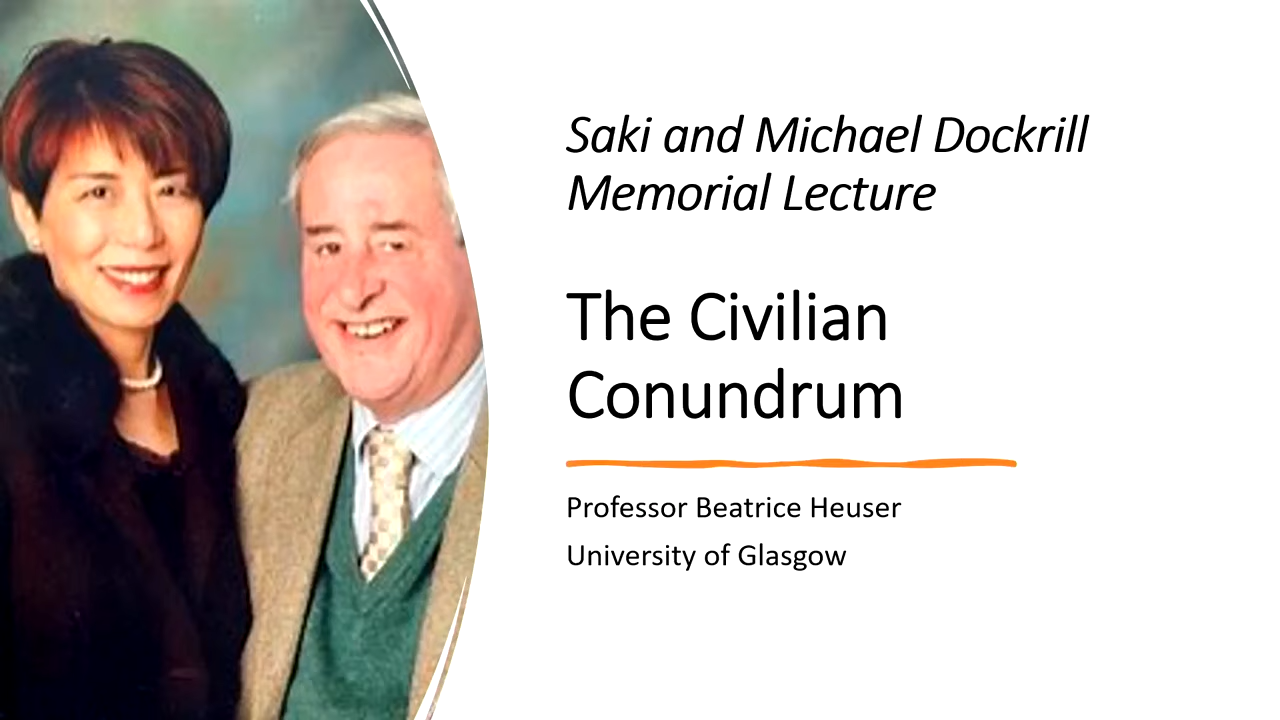 Saki and Michael Dockrill
Memorial Lecture
The Civilian
Conundrum
Professor Beatrice Heuser
University of Glasgow